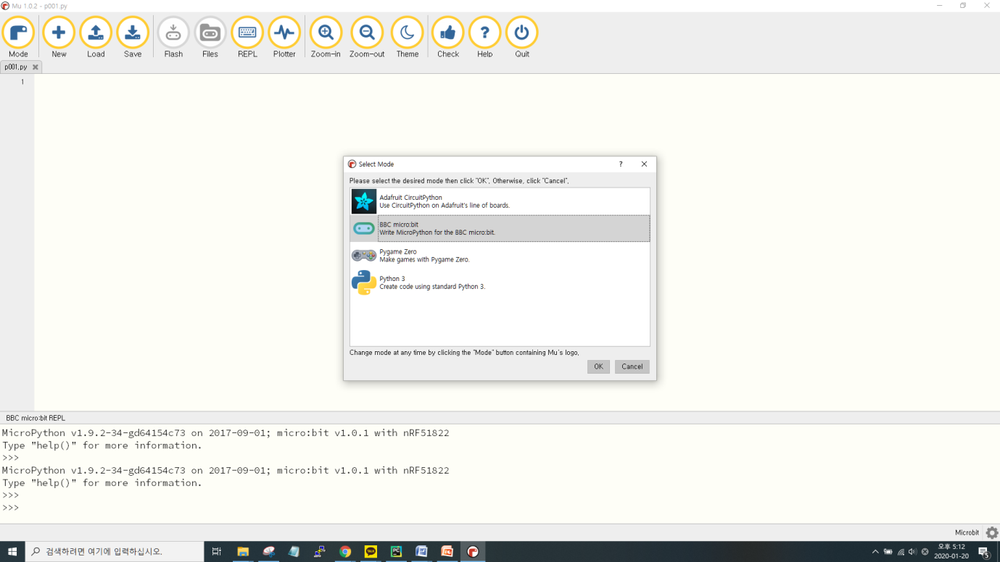 Mu 1.0.2 - p001.py
Mode New Load Save Flash Files REPL Plotter Zoom-in Zoom-out Theme Check Help Quit
p001.py
1
Select Mode
Please select the desired mode then click "OK". Otherwise, click "Cancel".
Adafruit CircuitPython
Use CircuitPython on Adafruit's line of boards.
BBC micro:bit
Write MicroPython for the BBC micro:bit.
Pygame Zero
Make games with Pygame Zero.
Python 3
Create code using standard Python 3.
Change mode at any time by clicking the "Mode" button containing Mu's logo.
OK Cancel
BBC micro:bit REPL
MicroPython v1.9.2-34-gd64154c73 on 2017-09-01; micro:bit v1.0.1 with nRF51822
Type "help()" for more information.
>>>
MicroPython v1.9.2-34-gd64154c73 on 2017-09-01; micro:bit v1.0.1 with nRF51822
Type "help()" for more information.
>>>
>>>
Microbit
검색하려면 여기에 입력하십시오.
TALK
PC
오후 5:12
2020-01-20
5